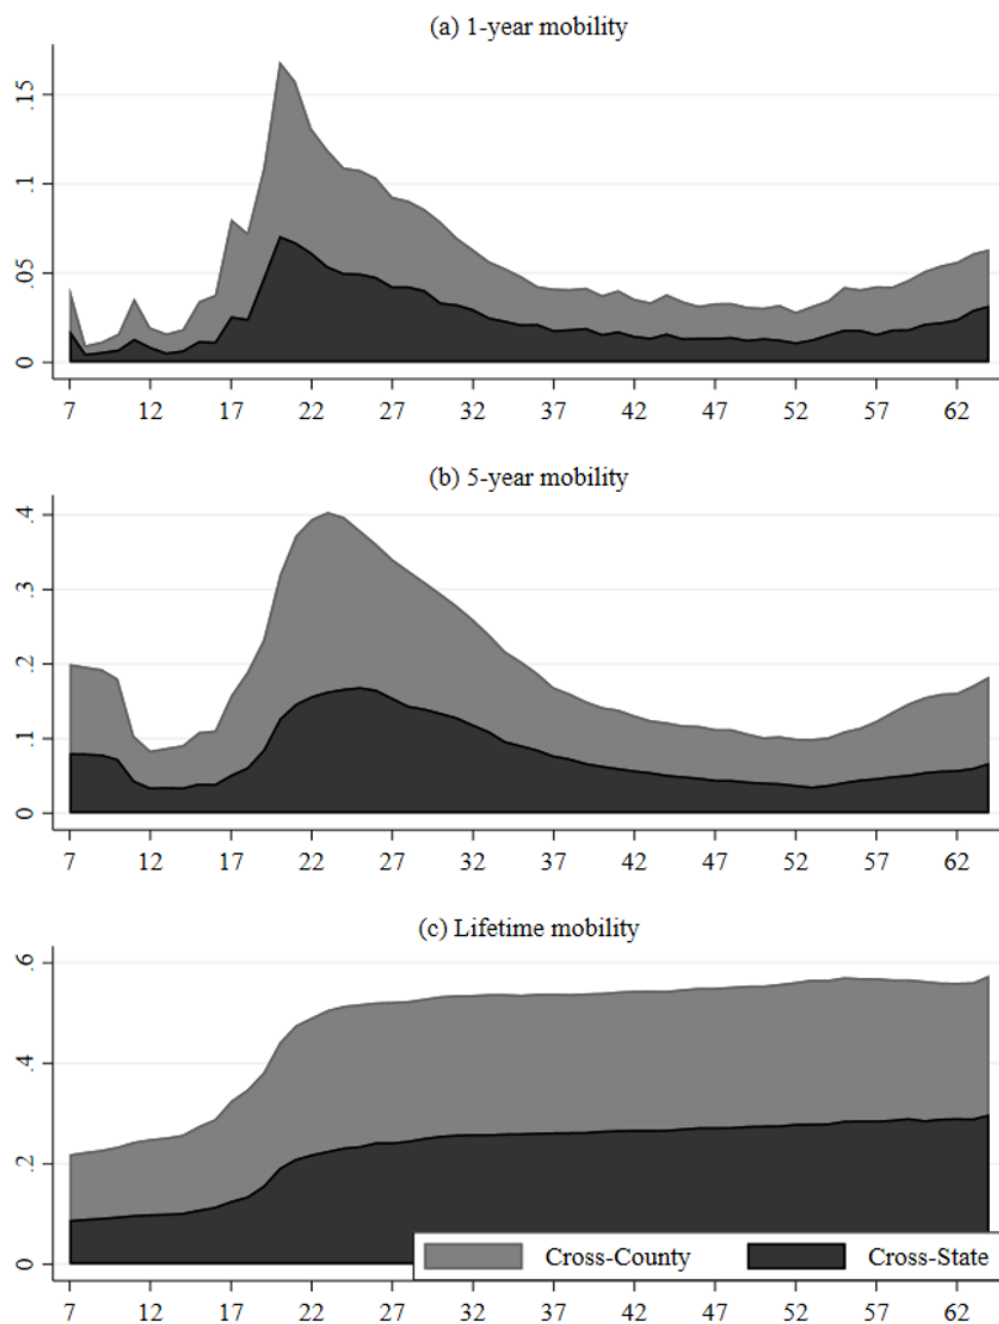 (a) 1-year mobility
.15
.1
.05
0
7 12 17 22 27 32 37 42 47 52 57 62
(b) 5-year mobility
.4
.3
.2
.1
0
7 12 17 22 27 32 37 42 47 52 57 62
(c) Lifetime mobility
.6
.4
.2
0
Cross-County Cross-State
7 12 17 22 27 32 37 42 47 52 57 62